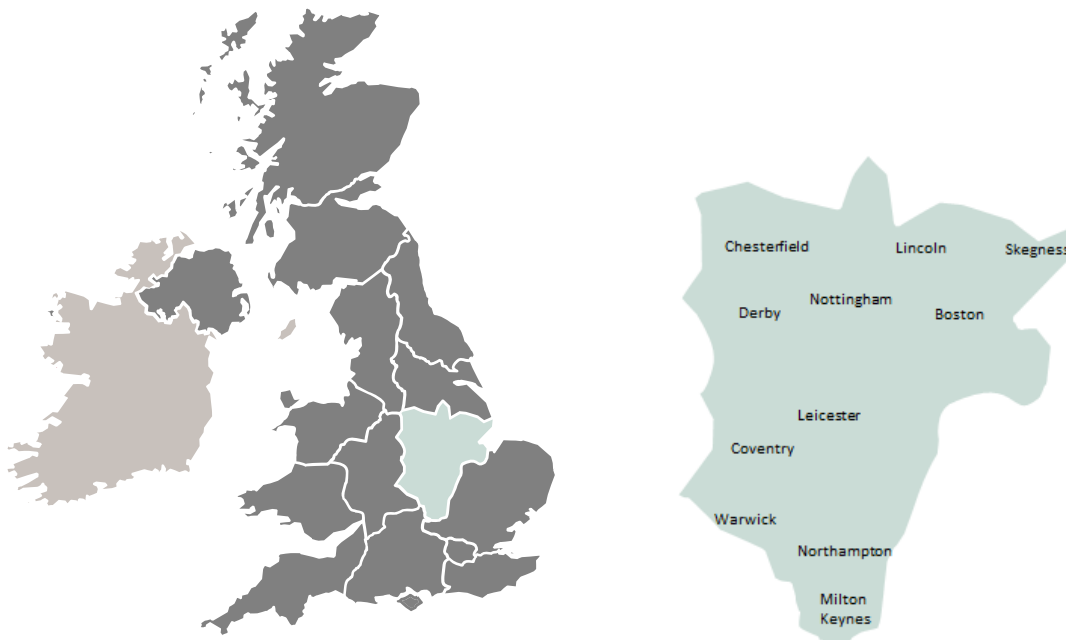 Chesterfield
Lincoln
Skegness
Nottingham
Derby
Boston
Leicester
Coventry
Warwick
Northampton
Milton
Keynes